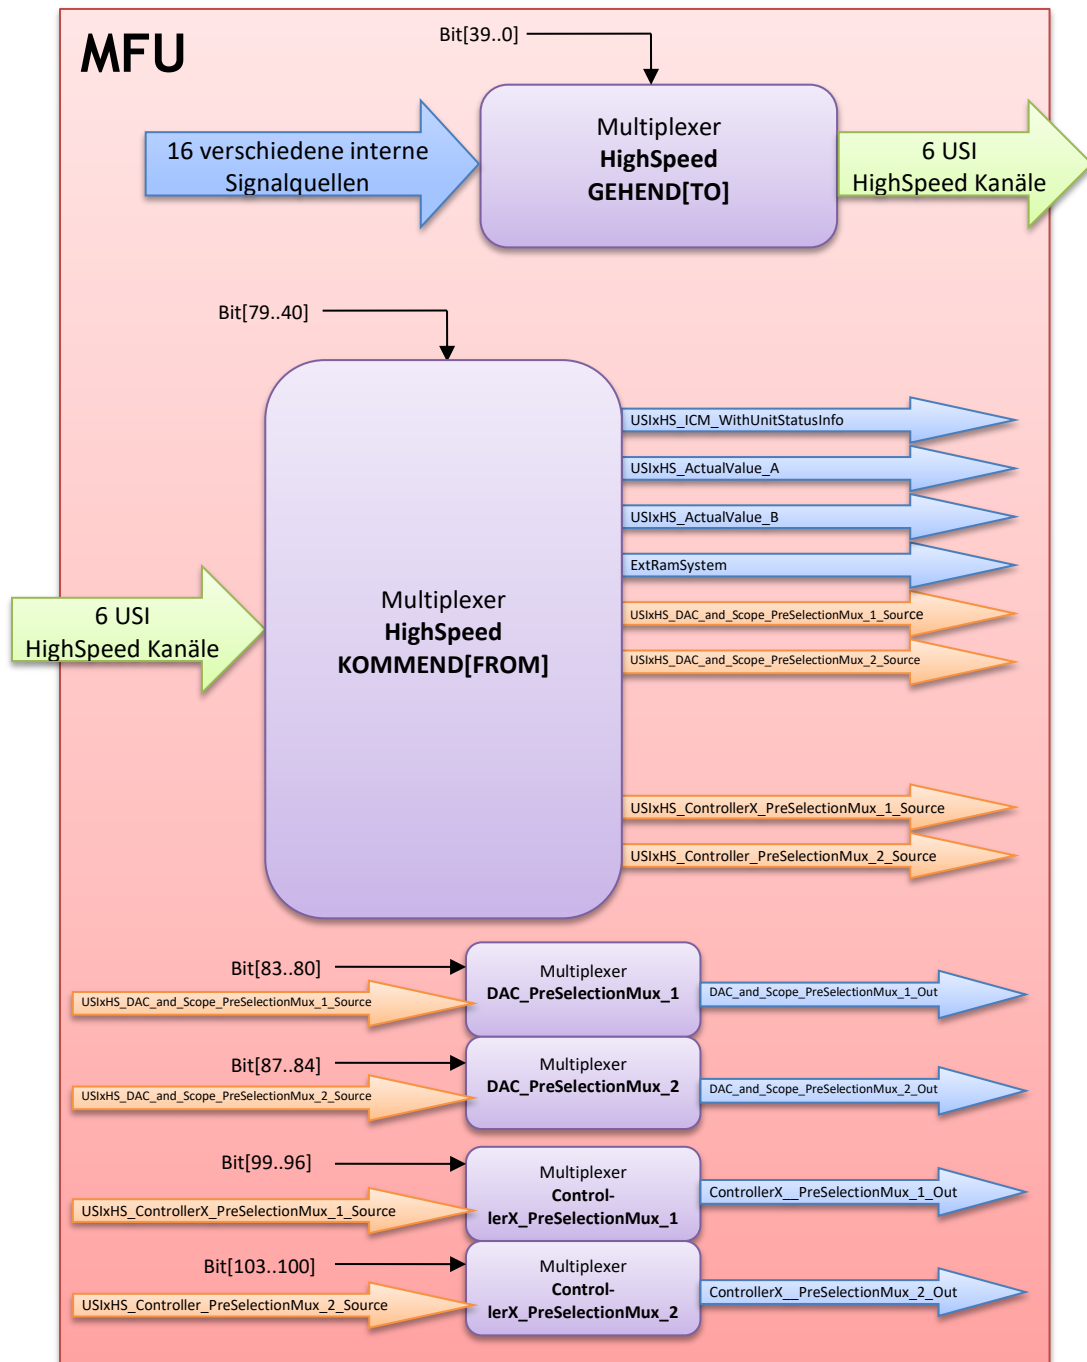 MFU
Bit[39..0]
16 verschiedene interne
Signalquellen
Multiplexer
HighSpeed
GEHEND[TO]
6 USI
HighSpeed Kanäle
Bit[79..40]
6 USI
HighSpeed Kanäle
Multiplexer
HighSpeed
KOMMEND[FROM]
USIxHS_ICM_WithUnitStatusInfo
USIxHS_ActualValue_A
USIxHS_ActualValue_B
ExtRamSystem
USIxHS_DAC_and_Scope_PreSelectionMux_1_Source
USIxHS_DAC_and_Scope_PreSelectionMux_2_Source
USIxHS_ControllerX_PreSelectionMux_1_Source
USIxHS_Controller_PreSelectionMux_2_Source
Bit[83..80]
USIxHS_DAC_and_Scope_PreSelectionMux_1_Source
Multiplexer
DAC_PreSelectionMux_1
DAC_and_Scope_PreSelectionMux_1_Out
Bit[87..84]
USIxHS_DAC_and_Scope_PreSelectionMux_2_Source
Multiplexer
DAC_PreSelectionMux_2
DAC_and_Scope_PreSelectionMux_2_Out
Bit[99..96]
USIxHS_ControllerX_PreSelectionMux_1_Source
Multiplexer
Control-
lerX_PreSelectionMux_1
ControllerX__PreSelectionMux_1_Out
Bit[103..100]
USIxHS_Controller_PreSelectionMux_2_Source
Multiplexer
Control-
lerX_PreSelectionMux_2
ControllerX__PreSelectionMux_2_Out